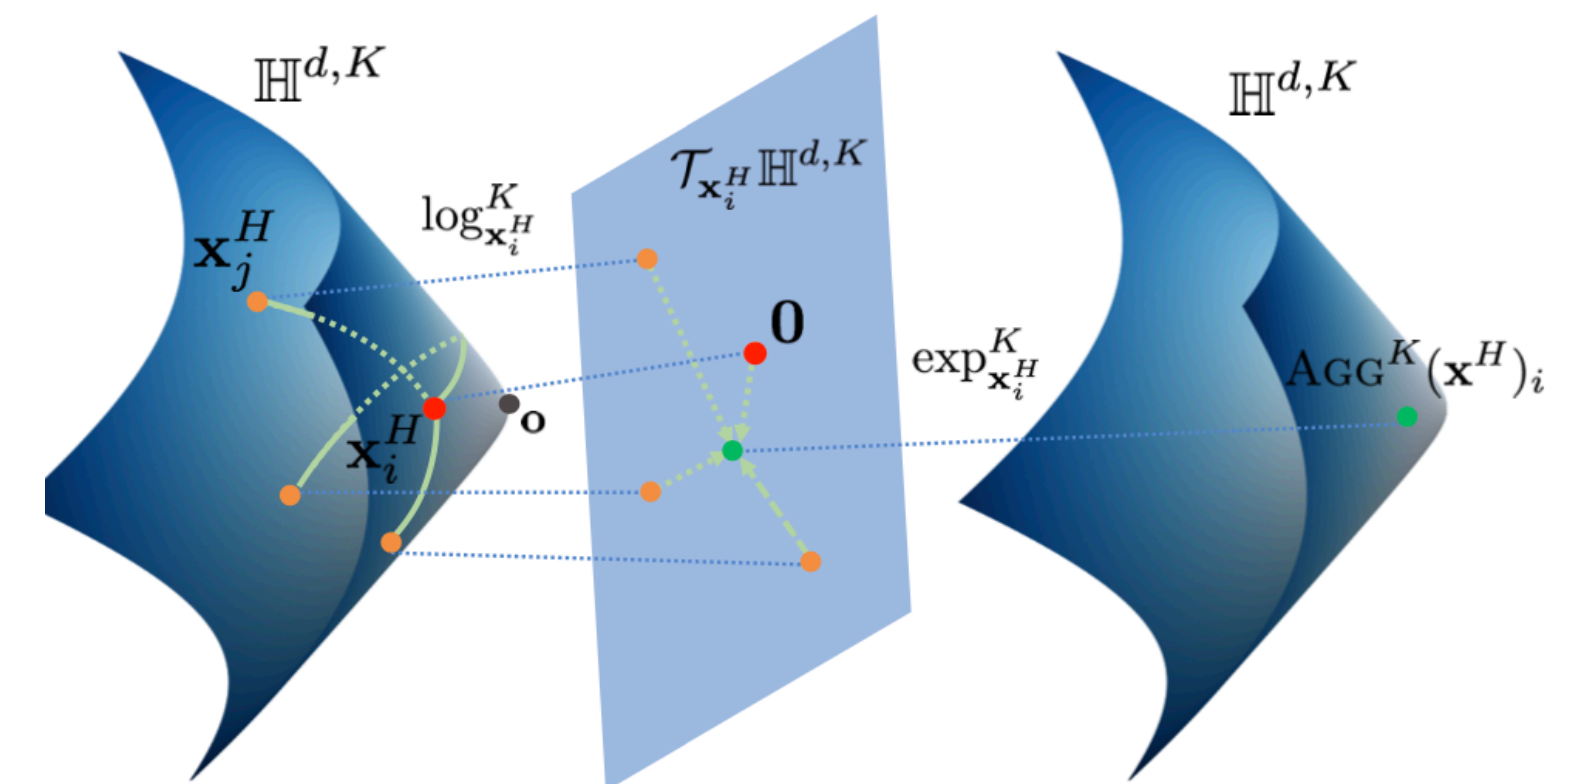 ℍ^{d,K}
log^K_{𝐱_i^H}
𝐱_j^H
𝐱_i^H
𝐨
𝒯_{𝐱_i^H}ℍ^{d,K}
𝟎
exp^K_{𝐱_i^H}
ℍ^{d,K}
AGG^K(𝐱^H)_i